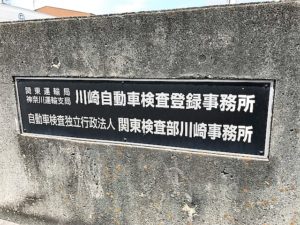 関東運輸局
神奈川運輸支局 川崎自動車検査登録事務所
自動車検査独立行政法人 関東検査部川崎事務所